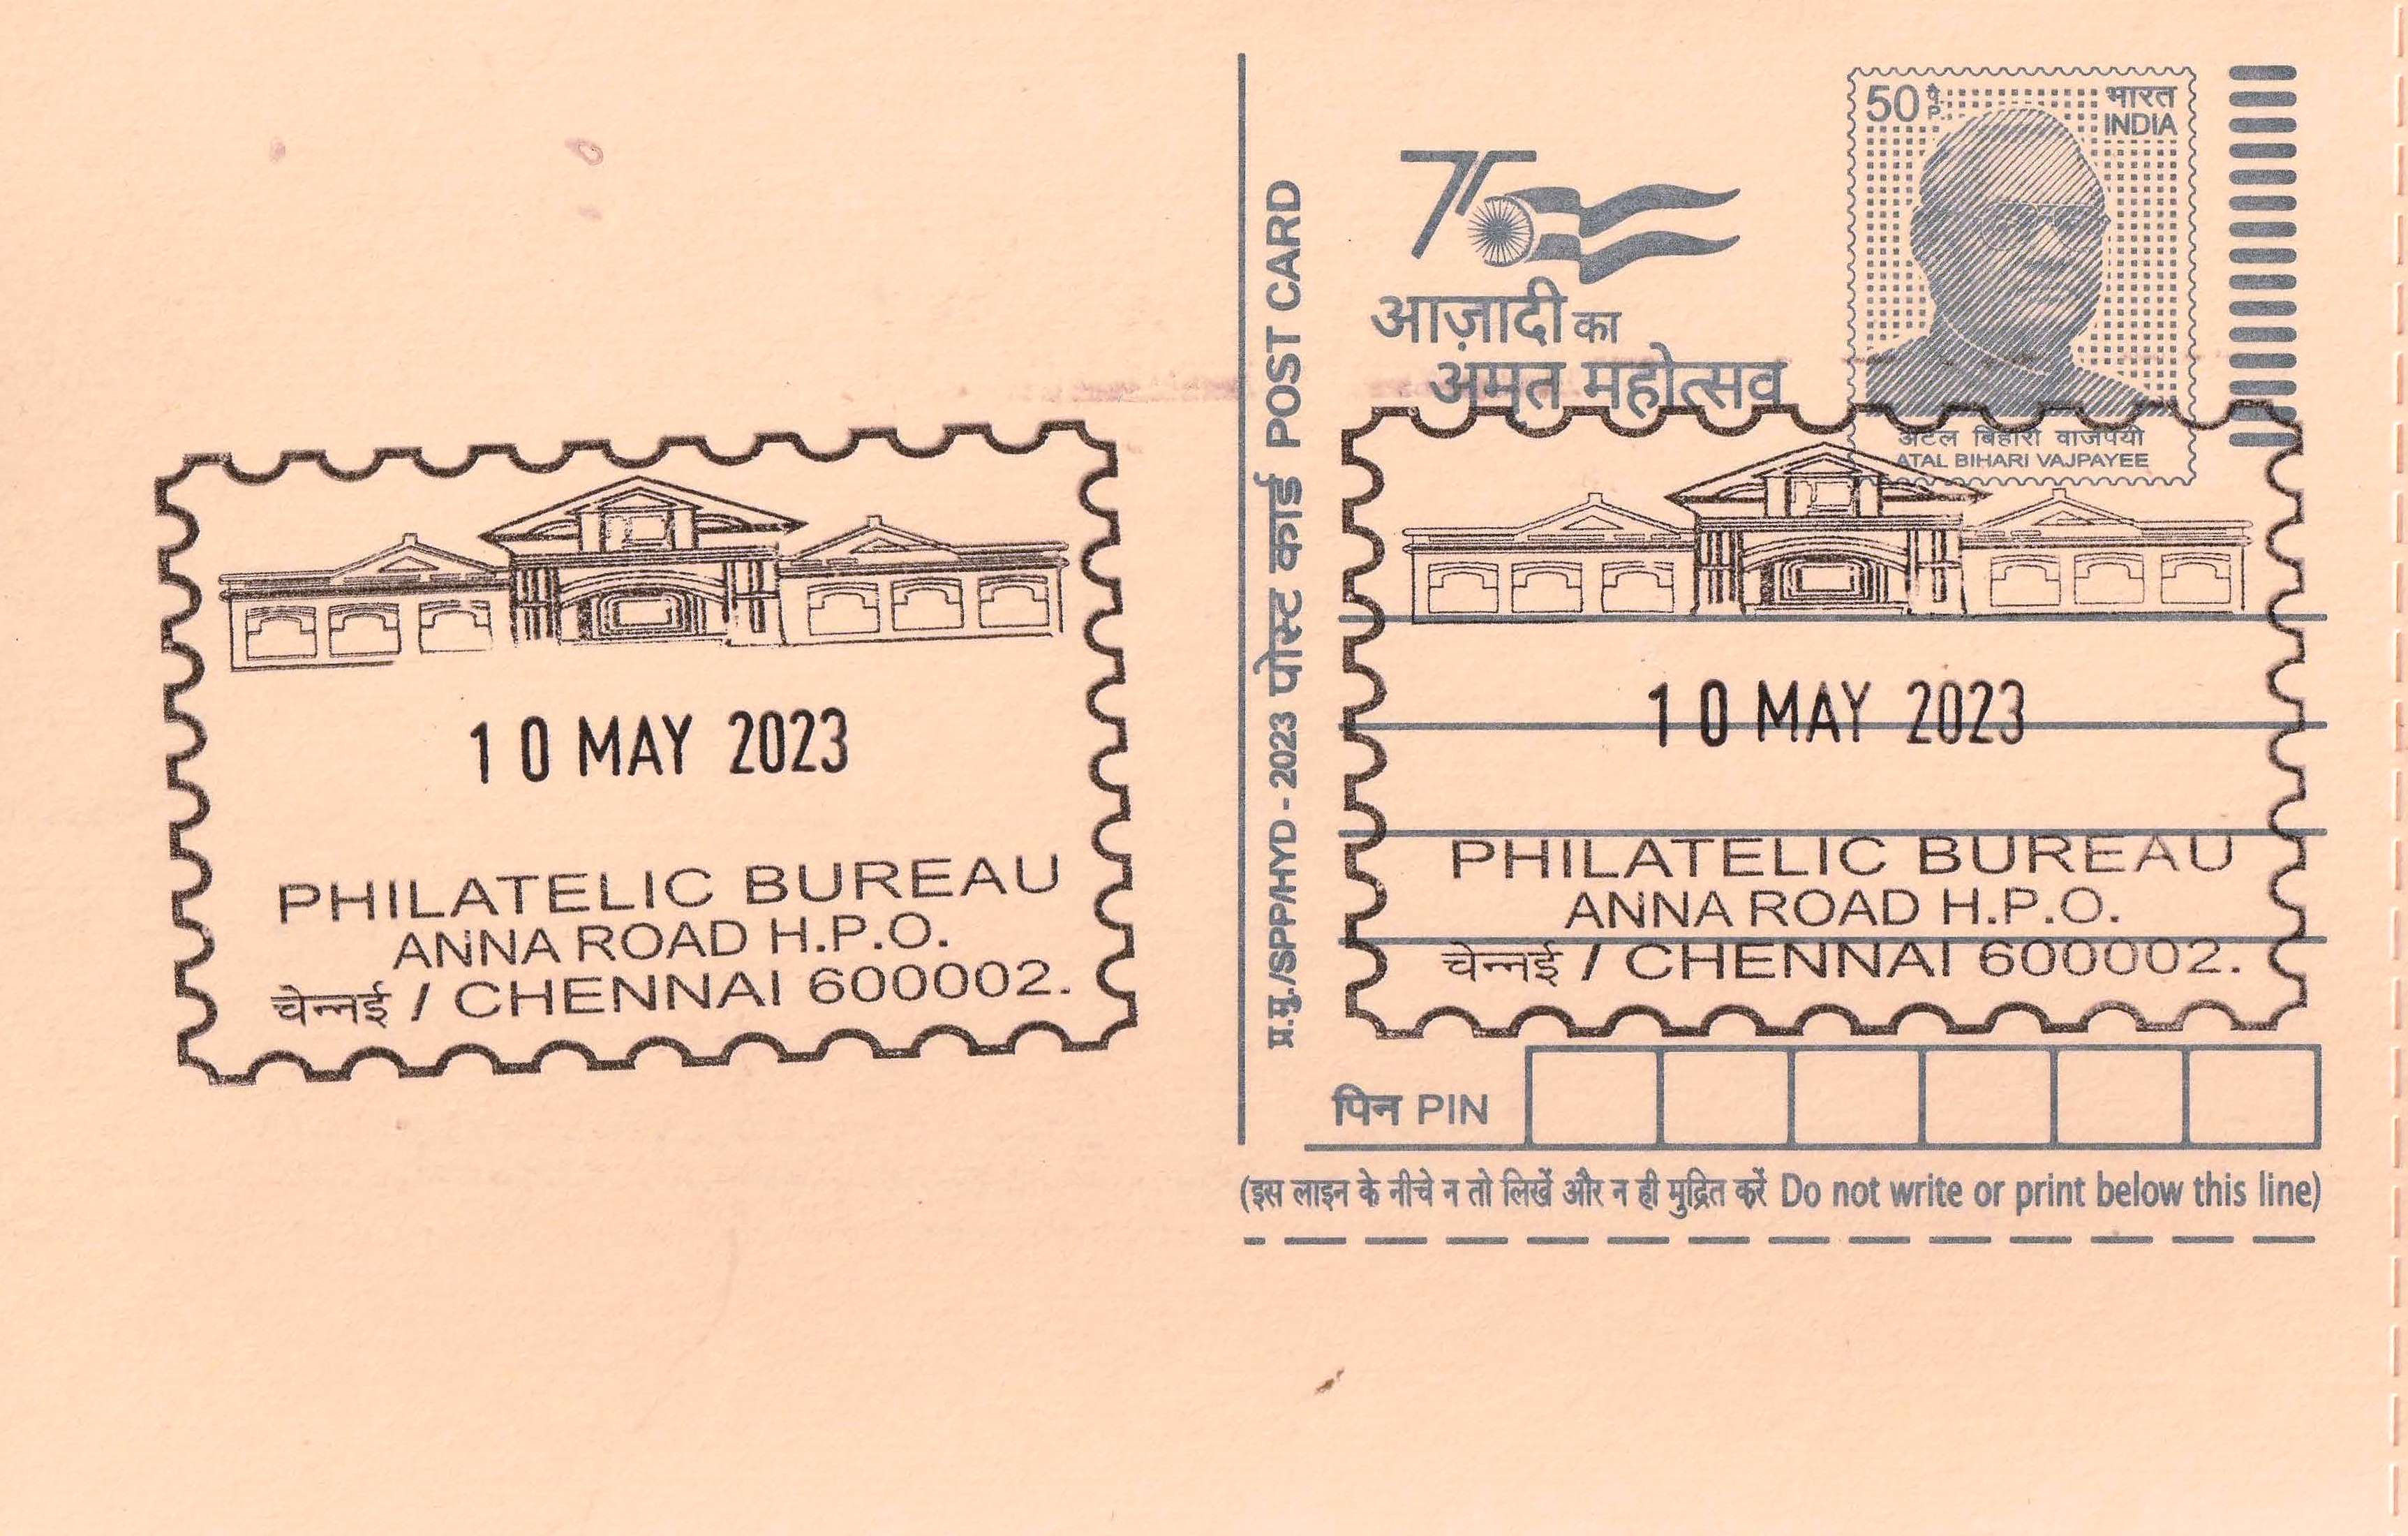 10 MAY 2023
PHILATELIC BUREAU
ANNA ROAD H.P.O.
चेन्नई / CHENNAI 600002.
प्र.मु./SPP/HYD - 2023 पोस्ट कार्ड POST CARD
75
आज़ादी का
अमृत महोत्सव
50 पै. P.
भारत
INDIA
अटल बिहारी वाजपेयी
ATAL BIHARI VAJPAYEE
10 MAY 2023
PHILATELIC BUREAU
ANNA ROAD H.P.O.
चेन्नई / CHENNAI 600002.
पिन PIN
(इस लाइन के नीचे न तो लिखें और न ही मुद्रित करें Do not write or print below this line)